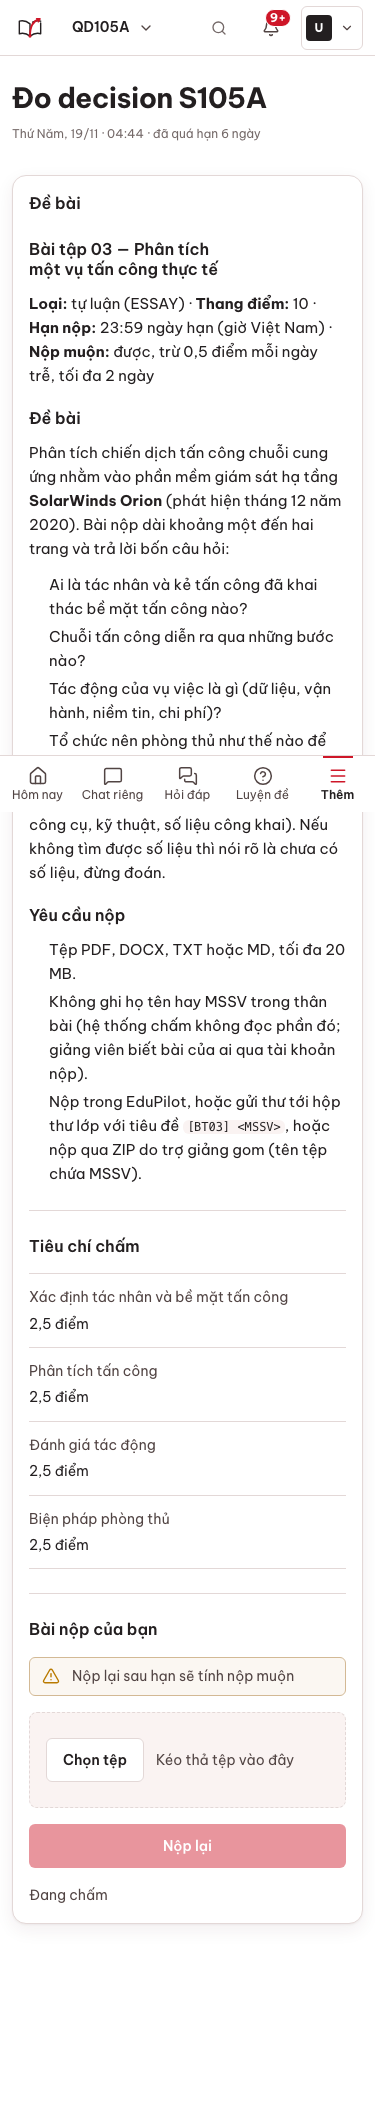 QD105A
9+
U
Đo decision S105A
Thứ Năm, 19/11 · 04:44 · đã quá hạn 6 ngày
Đề bài
Bài tập 03 — Phân tích
một vụ tấn công thực tế
Loại: tự luận (ESSAY) · Thang điểm: 10 ·
Hạn nộp: 23:59 ngày hạn (giờ Việt Nam) ·
Nộp muộn: được, trừ 0,5 điểm mỗi ngày
trễ, tối đa 2 ngày
Đề bài
Phân tích chiến dịch tấn công chuỗi cung
ứng nhằm vào phần mềm giám sát hạ tầng
SolarWinds Orion (phát hiện tháng 12 năm
2020). Bài nộp dài khoảng một đến hai
trang và trả lời bốn câu hỏi:
Ai là tác nhân và kẻ tấn công đã khai
thác bề mặt tấn công nào?
Chuỗi tấn công diễn ra qua những bước
nào?
Tác động của vụ việc là gì (dữ liệu, vận
hành, niềm tin, chi phí)?
Tổ chức nên phòng thủ như thế nào để
Hôm nay
Chat riêng
Hỏi đáp
Luyện đề
Thêm
công cụ, kỹ thuật, số liệu công khai). Nếu
không tìm được số liệu thì nói rõ là chưa có
số liệu, đừng đoán.
Yêu cầu nộp
Tệp PDF, DOCX, TXT hoặc MD, tối đa 20
MB.
Không ghi họ tên hay MSSV trong thân
bài (hệ thống chấm không đọc phần đó;
giảng viên biết bài của ai qua tài khoản
nộp).
Nộp trong EduPilot, hoặc gửi thư tới hộp
thư lớp với tiêu đề [BT03] <MSSV>, hoặc
nộp qua ZIP do trợ giảng gom (tên tệp
chứa MSSV).
Tiêu chí chấm
Xác định tác nhân và bề mặt tấn công
2,5 điểm
Phân tích tấn công
2,5 điểm
Đánh giá tác động
2,5 điểm
Biện pháp phòng thủ
2,5 điểm
Bài nộp của bạn
Nộp lại sau hạn sẽ tính nộp muộn
Chọn tệp
Kéo thả tệp vào đây
Nộp lại
Đang chấm